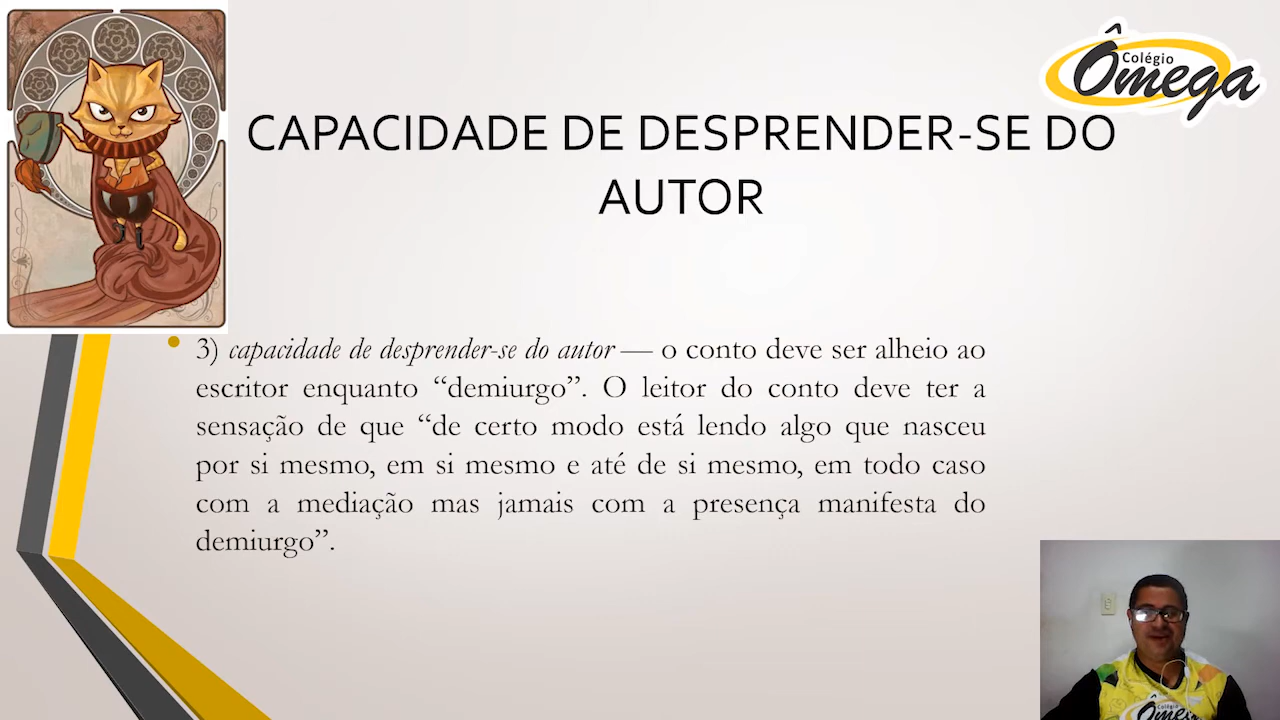 Colégio
Ômega
CAPACIDADE DE DESPRENDER-SE DO
AUTOR
• 3) capacidade de desprender-se do autor — o conto deve ser alheio ao
escritor enquanto “demiurgo”. O leitor do conto deve ter a
sensação de que “de certo modo está lendo algo que nasceu
por si mesmo, em si mesmo e até de si mesmo, em todo caso
com a mediação mas jamais com a presença manifesta do
demiurgo”.
Colégio
Ômega